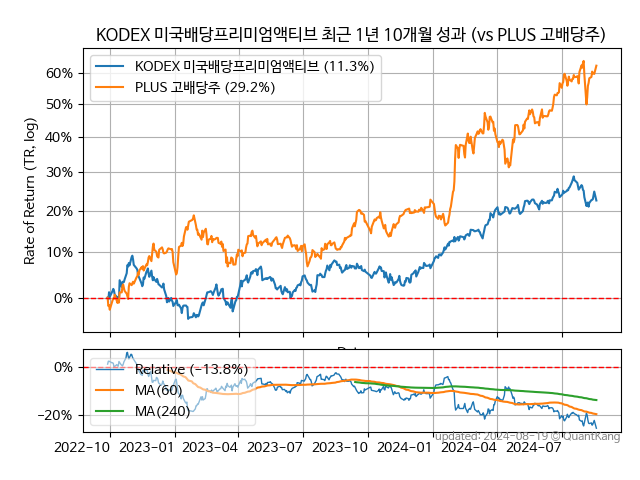 KODEX 미국배당프리미엄액티브 최근 1년 10개월 성과 (vs PLUS 고배당주)
KODEX 미국배당프리미엄액티브 (11.3%)
PLUS 고배당주 (29.2%)
Rate of Return (TR, log)
60%
50%
40%
30%
20%
10%
0%
Relative (−13.8%)
MA(60)
MA(240)
0%
−20%
2022-10
2023-01
2023-04
2023-07
2023-10
2024-01
2024-04
2024-07
updated: 2024-08-19 © QuantKang